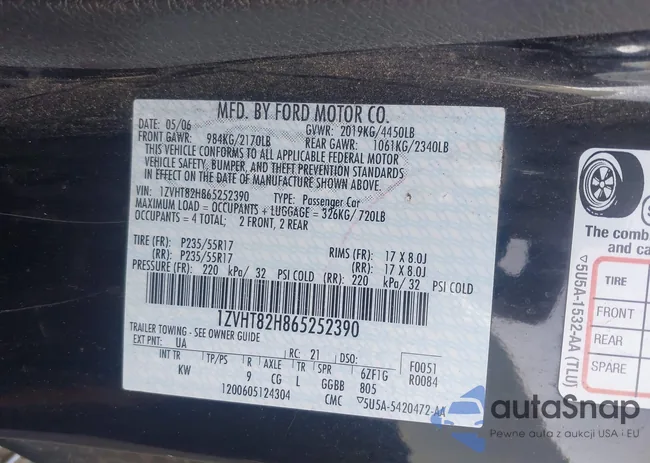 MFD. BY FORD MOTOR CO.
DATE: 05/06 GVWR: 2019KG/4450LB
FRONT GAWR: 984KG/2170LB REAR GAWR: 1061KG/2340LB
THIS VEHICLE CONFORMS TO ALL APPLICABLE FEDERAL MOTOR
VEHICLE SAFETY, BUMPER, AND THEFT PREVENTION STANDARDS
IN EFFECT ON THE DATE OF MANUFACTURE SHOWN ABOVE.
VIN: 1ZVHT82H865252390 TYPE: Passenger Car
MAXIMUM LOAD = OCCUPANTS + LUGGAGE = 326KG/720LB
OCCUPANTS = 4 TOTAL; 2 FRONT, 2 REAR
TIRE (FR): P235/55R17 RIMS (FR): 17 X 8.0J
(RR): P235/55R17 (RR): 17 X 8.0J
PRESSURE (FR): 220 kPa/ 32 PSI COLD (RR): 220 kPa/ 32 PSI COLD
1ZVHT82H865252390
TRAILER TOWING - SEE OWNER GUIDE
EXT PNT: UA RC: 21 DSO: F0051
INT TR TP/PS R AXLE TR SPR 6ZF1G R0084
KW 9 CG L GGBB 805
1200605124304 CMC ▽5U5A-5420472-AA
The comb
and ca
TIRE
FRONT
REAR
SPARE
▽5U5A-1532-AA (TLU)
autoSnap
Pewne auto z aukcji USA i EU